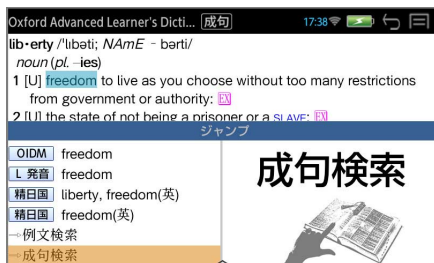 Oxford Advanced Learner's Dicti... 成句 17:38
lib·erty /ˈlɪbəti; NAmE -bərti/
noun (pl. -ies)
1 [U] freedom to live as you choose without too many restrictions
from government or authority: EX
2 [U] the state of not being a prisoner or a SLAVE: EX
ジャンプ
OIDM freedom
L 発音 freedom
精日国 liberty, freedom(英)
精日国 freedom(英)
→例文検索
→成句検索
成句検索